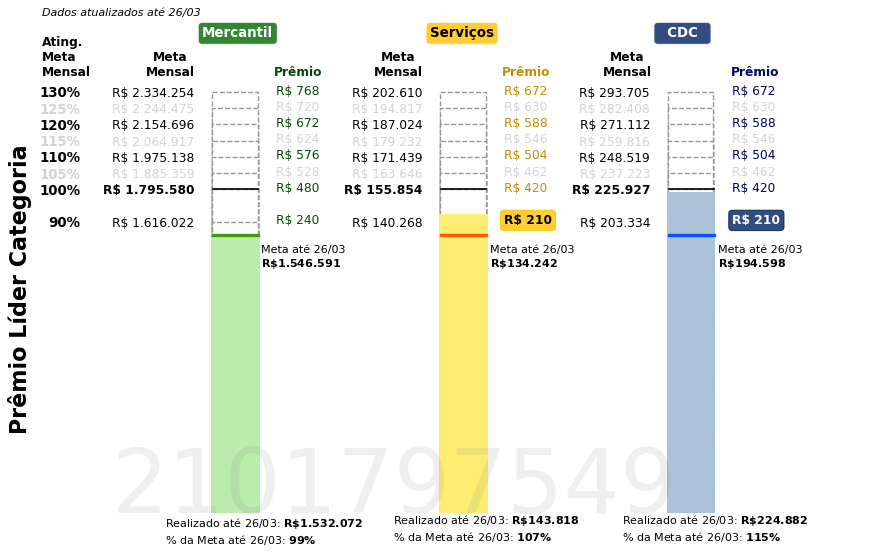 Dados atualizados até 26/03
Mercantil Serviços CDC
Ating.
Meta Meta Meta Meta
Mensal Mensal Prêmio Mensal Prêmio Mensal Prêmio
130% R$ 2.334.254 R$ 768 R$ 202.610 R$ 672 R$ 293.705 R$ 672
125% R$ 2.244.475 R$ 720 R$ 194.817 R$ 630 R$ 282.408 R$ 630
120% R$ 2.154.696 R$ 672 R$ 187.024 R$ 588 R$ 271.112 R$ 588
115% R$ 2.064.917 R$ 624 R$ 179.232 R$ 546 R$ 259.816 R$ 546
110% R$ 1.975.138 R$ 576 R$ 171.439 R$ 504 R$ 248.519 R$ 504
105% R$ 1.885.359 R$ 528 R$ 163.646 R$ 462 R$ 237.223 R$ 462
100% R$ 1.795.580 R$ 480 R$ 155.854 R$ 420 R$ 225.927 R$ 420
90% R$ 1.616.022 R$ 240 R$ 140.268 R$ 210 R$ 203.334 R$ 210
Meta até 26/03 Meta até 26/03 Meta até 26/03
R$1.546.591 R$134.242 R$194.598
Prêmio Líder Categoria
2101797549
Realizado até 26/03: R$1.532.072 Realizado até 26/03: R$143.818 Realizado até 26/03: R$224.882
% da Meta até 26/03: 99% % da Meta até 26/03: 107% % da Meta até 26/03: 115%